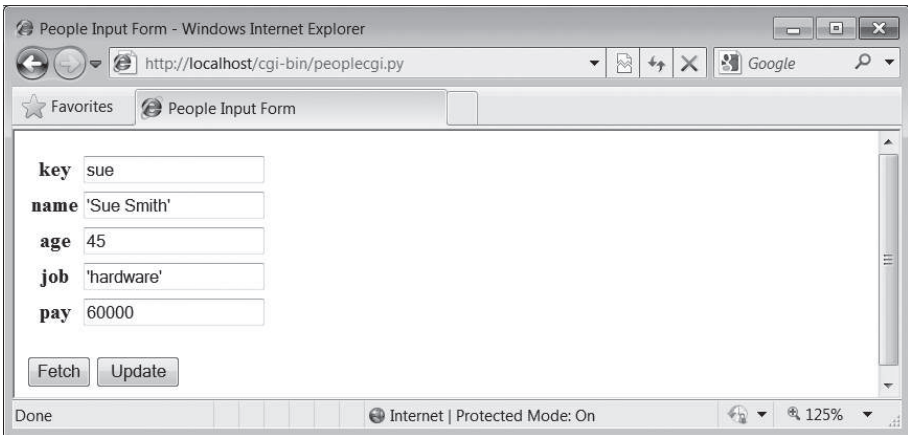 People Input Form - Windows Internet Explorer
http://localhost/cgi-bin/peoplecgi.py
Google
Favorites
People Input Form
key sue
name 'Sue Smith'
age 45
job 'hardware'
pay 60000
Fetch Update
Done Internet | Protected Mode: On 125%